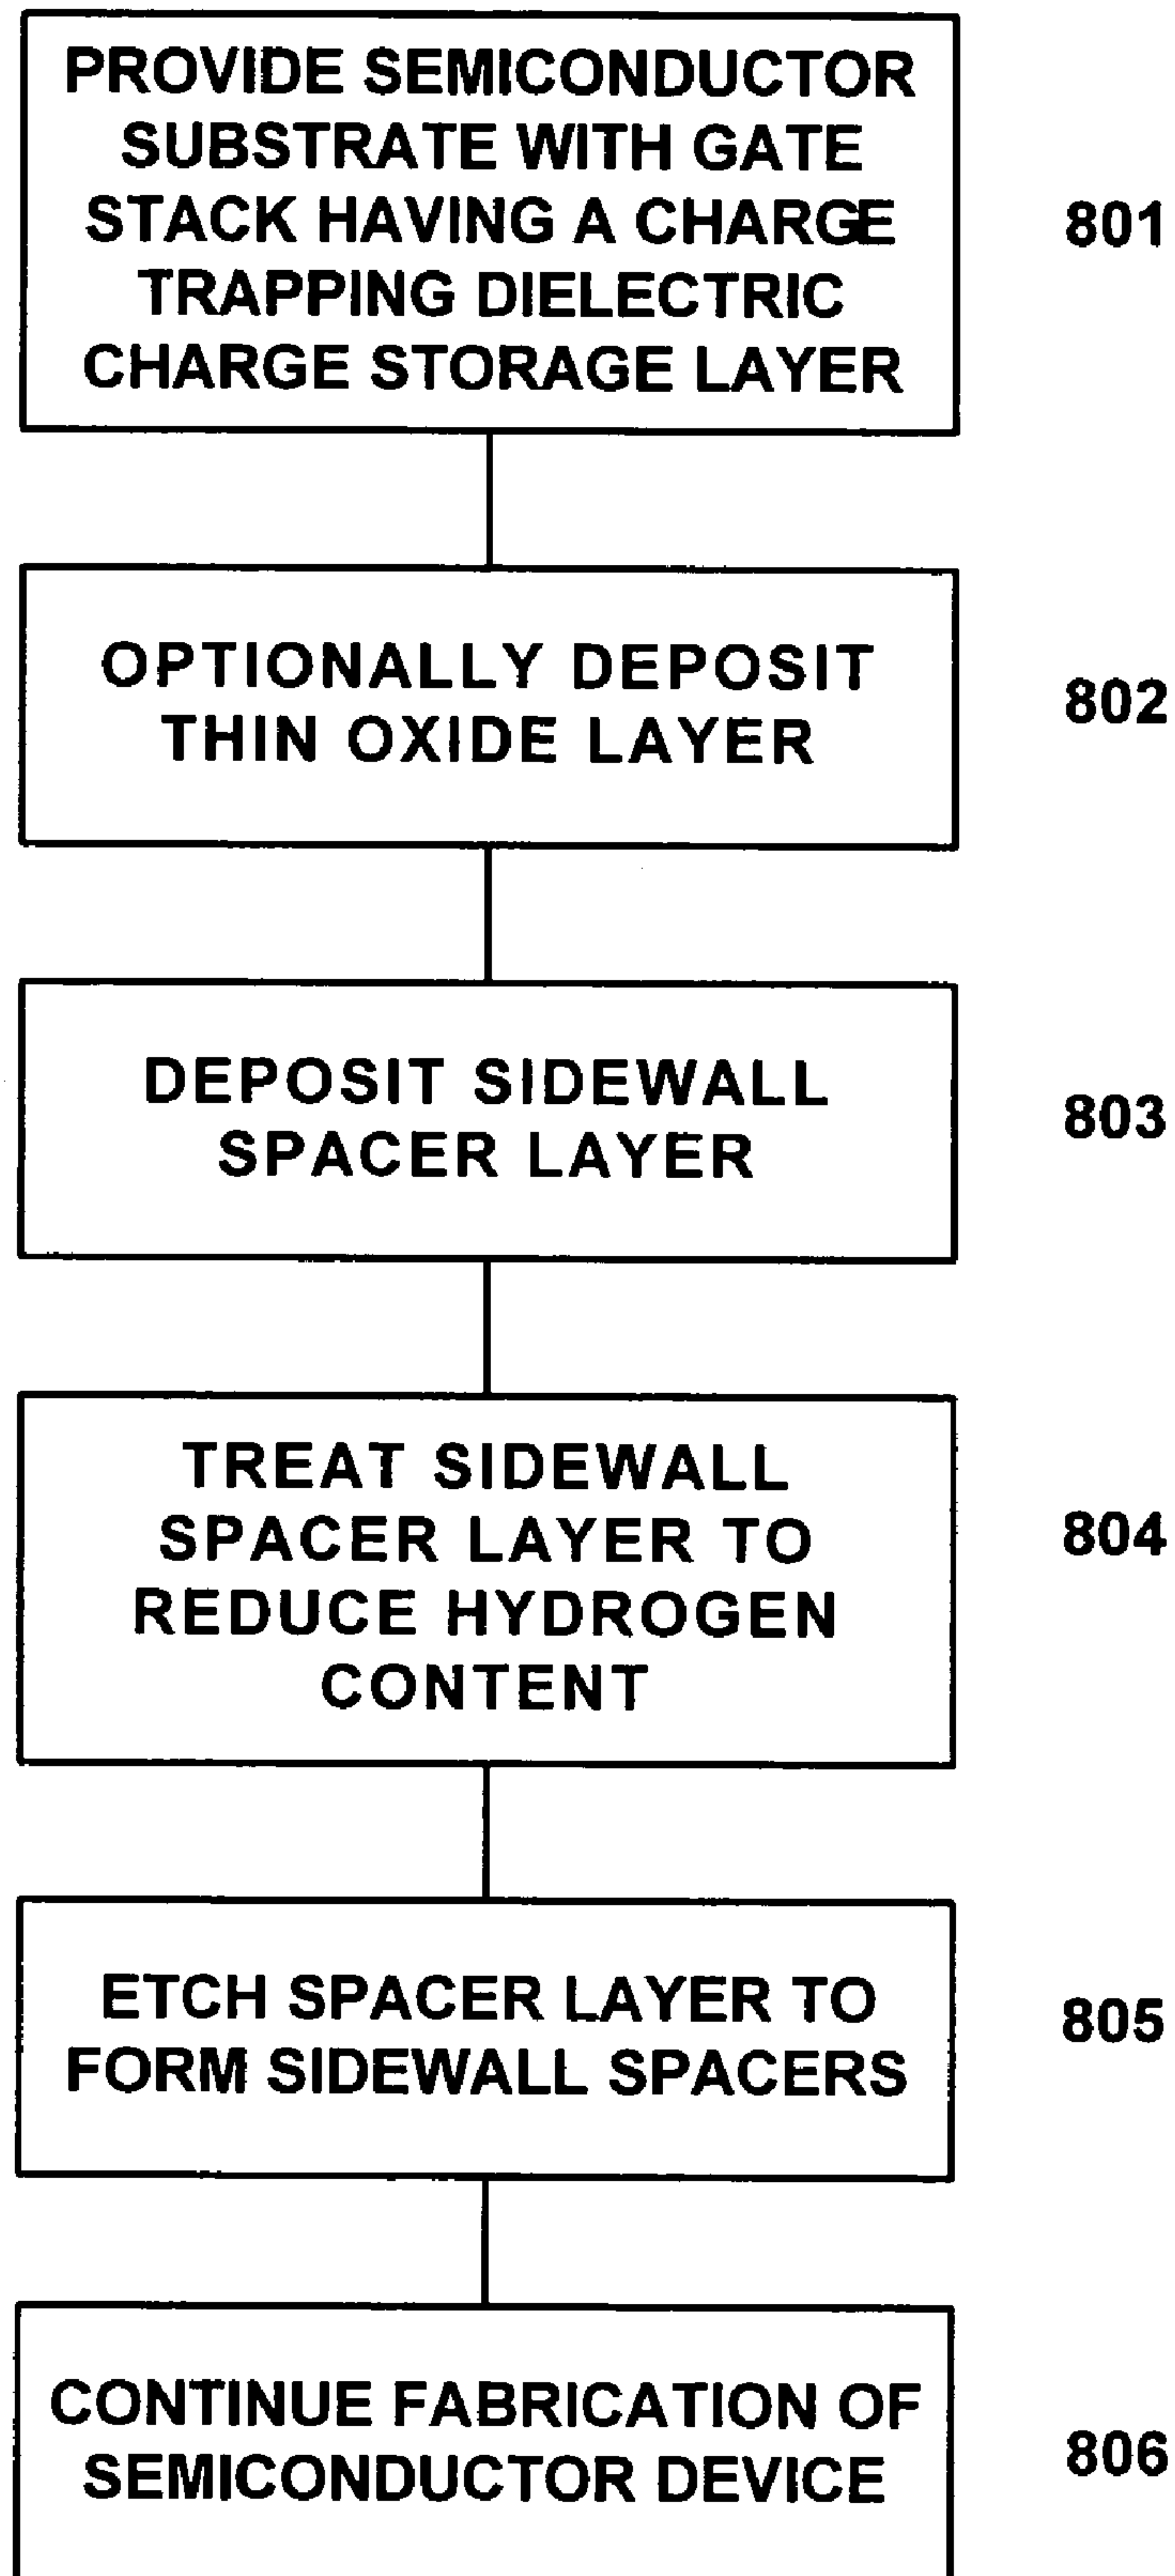 PROVIDE SEMICONDUCTOR
SUBSTRATE WITH GATE
STACK HAVING A CHARGE
TRAPPING DIELECTRIC
CHARGE STORAGE LAYER
801
OPTIONALLY DEPOSIT
THIN OXIDE LAYER
802
DEPOSIT SIDEWALL
SPACER LAYER
803
TREAT SIDEWALL
SPACER LAYER TO
REDUCE HYDROGEN
CONTENT
804
ETCH SPACER LAYER TO
FORM SIDEWALL SPACERS
805
CONTINUE FABRICATION OF
SEMICONDUCTOR DEVICE
806